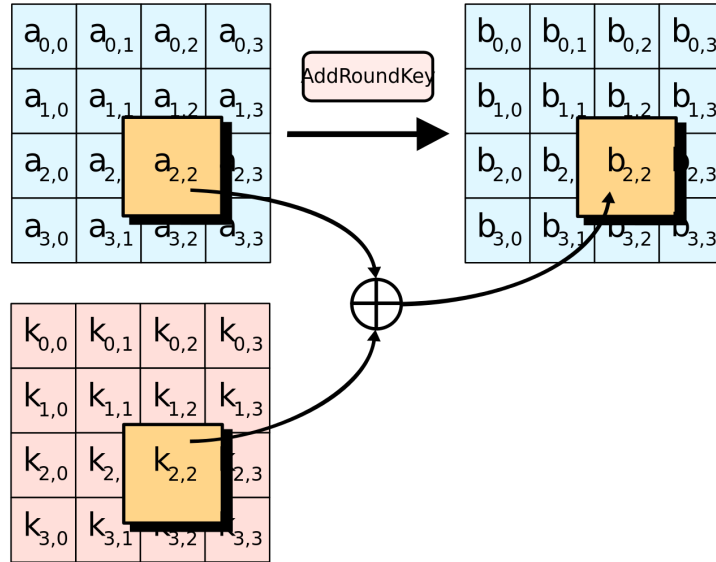 a0,0 a0,1 a0,2 a0,3
a1,0 a1,1 a1,2 a1,3
a2,0 a2, a2,2 2,3
a3,0 a3,1 a3,2 a3,3
AddRoundKey
b0,0 b0,1 b0,2 b0,3
b1,0 b1,1 b1,2 b1,3
b2,0 b2, b2,2 b2,3
b3,0 b3,1 b3,2 b3,3
k0,0 k0,1 k0,2 k0,3
k1,0 k1,1 k1,2 k1,3
k2,0 k2, k2,2 k2,3
k3,0 k3,1 k3,2 k3,3